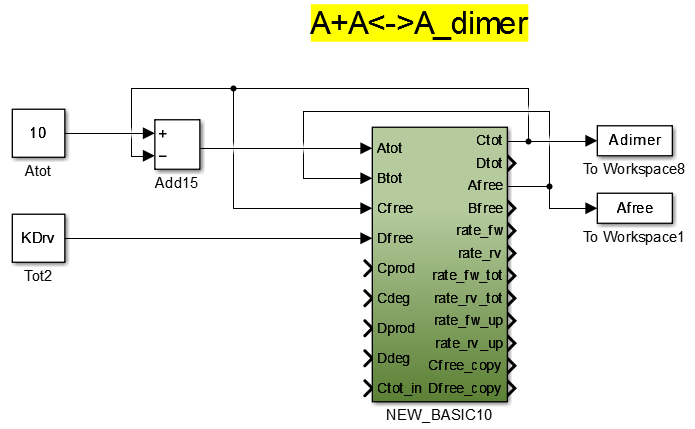 A+A<->A_dimer
10
Atot
+
−
Add15
KDrv
Tot2
Atot
Btot
Cfree
Dfree
Cprod
Cdeg
Dprod
Ddeg
Ctot_in
Ctot
Dtot
Afree
Bfree
rate_fw
rate_rv
rate_fw_tot
rate_rv_tot
rate_fw_up
rate_rv_up
Cfree_copy
Dfree_copy
NEW_BASIC10
Adimer
To Workspace8
Afree
To Workspace1